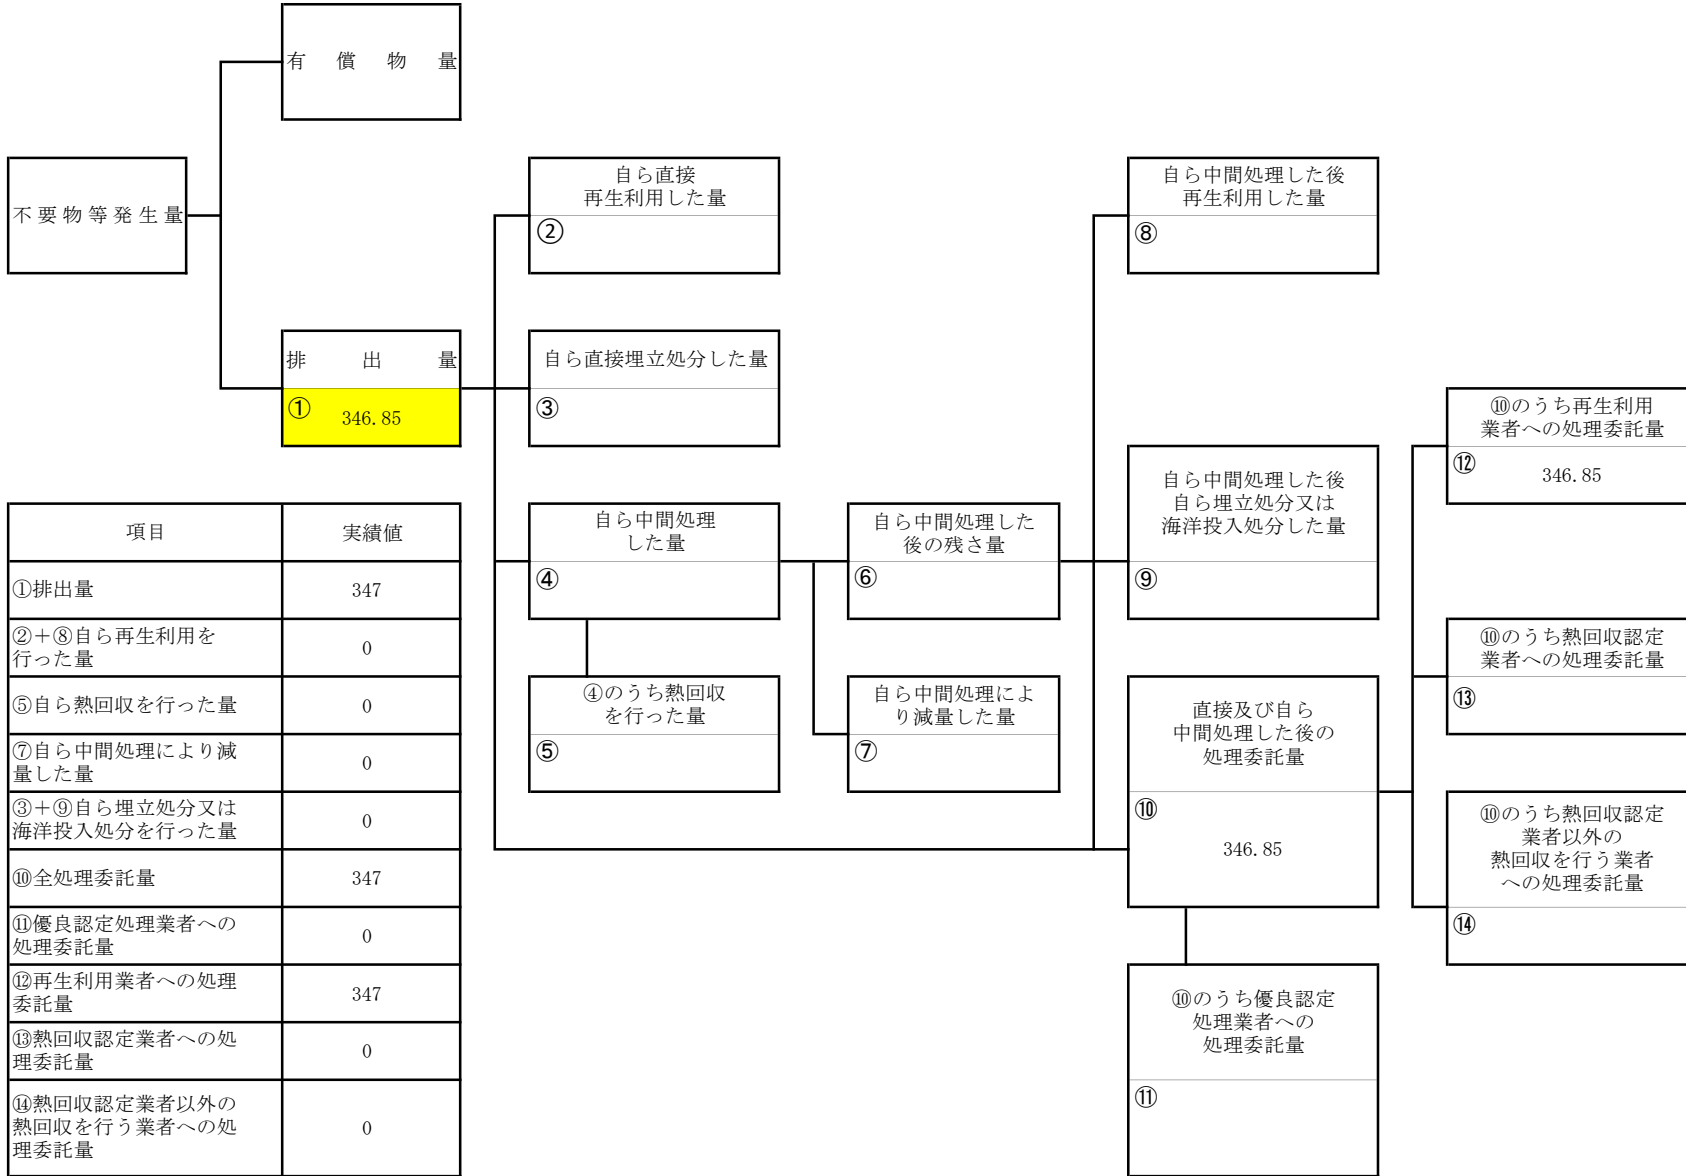 有償物量
不要物等発生量
自ら直接
再生利用した量
②
自ら中間処理した後
再生利用した量
⑧
排出量
① 346.85
自ら直接埋立処分した量
③
⑩のうち再生利用
業者への処理委託量
⑫ 346.85
自ら中間処理した後
自ら埋立処分又は
海洋投入処分した量
⑨
自ら中間処理
した量
④
自ら中間処理した
後の残さ量
⑥
⑩のうち熱回収認定
業者への処理委託量
⑬
④のうち熱回収
を行った量
⑤
自ら中間処理によ
り減量した量
⑦
直接及び自ら
中間処理した後の
処理委託量
⑩
346.85
⑩のうち熱回収認定
業者以外の
熱回収を行う業者
への処理委託量
⑭
⑩のうち優良認定
処理業者への
処理委託量
⑪
項目 実績値
①排出量 347
②＋⑧自ら再生利用を
行った量 0
⑤自ら熱回収を行った量 0
⑦自ら中間処理により減
量した量 0
③＋⑨自ら埋立処分又は
海洋投入処分を行った量 0
⑩全処理委託量 347
⑪優良認定処理業者への
処理委託量 0
⑫再生利用業者への処理
委託量 347
⑬熱回収認定業者への処
理委託量 0
⑭熱回収認定業者以外の
熱回収を行う業者への処
理委託量 0